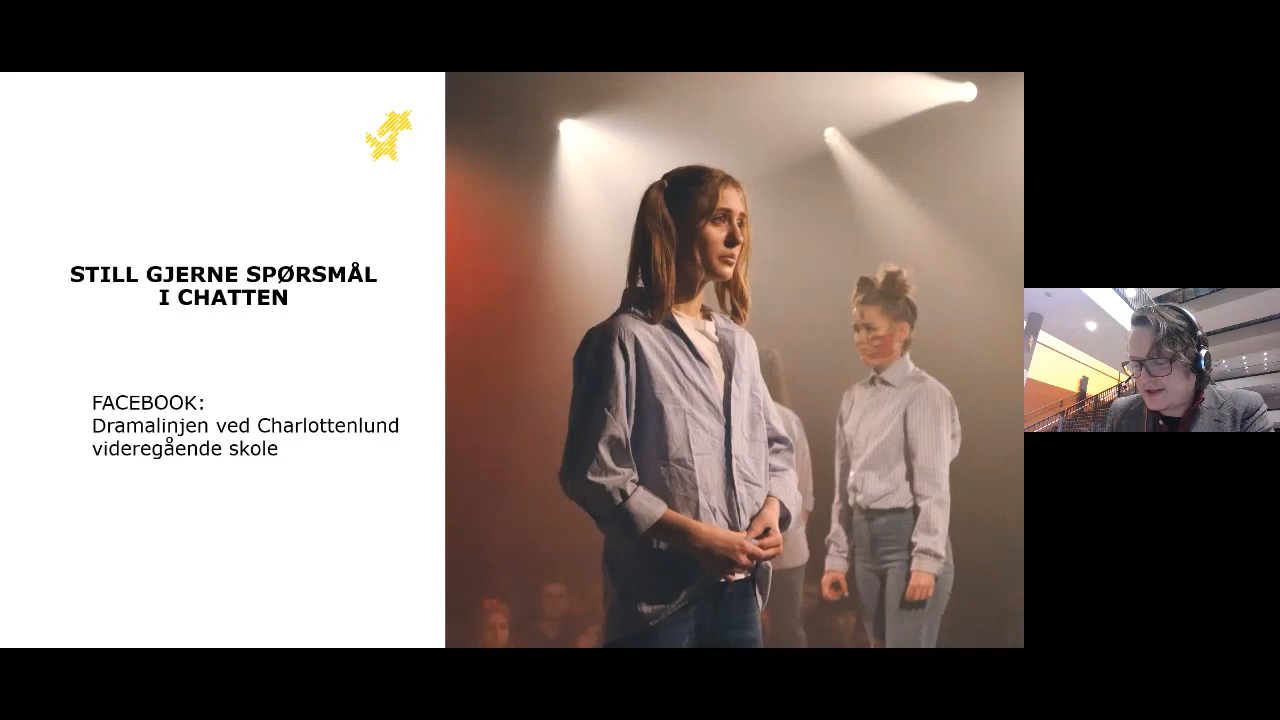 STILL GJERNE SPØRSMÅL
I CHATTEN
FACEBOOK:
Dramalinjen ved Charlottenlund
videregående skole